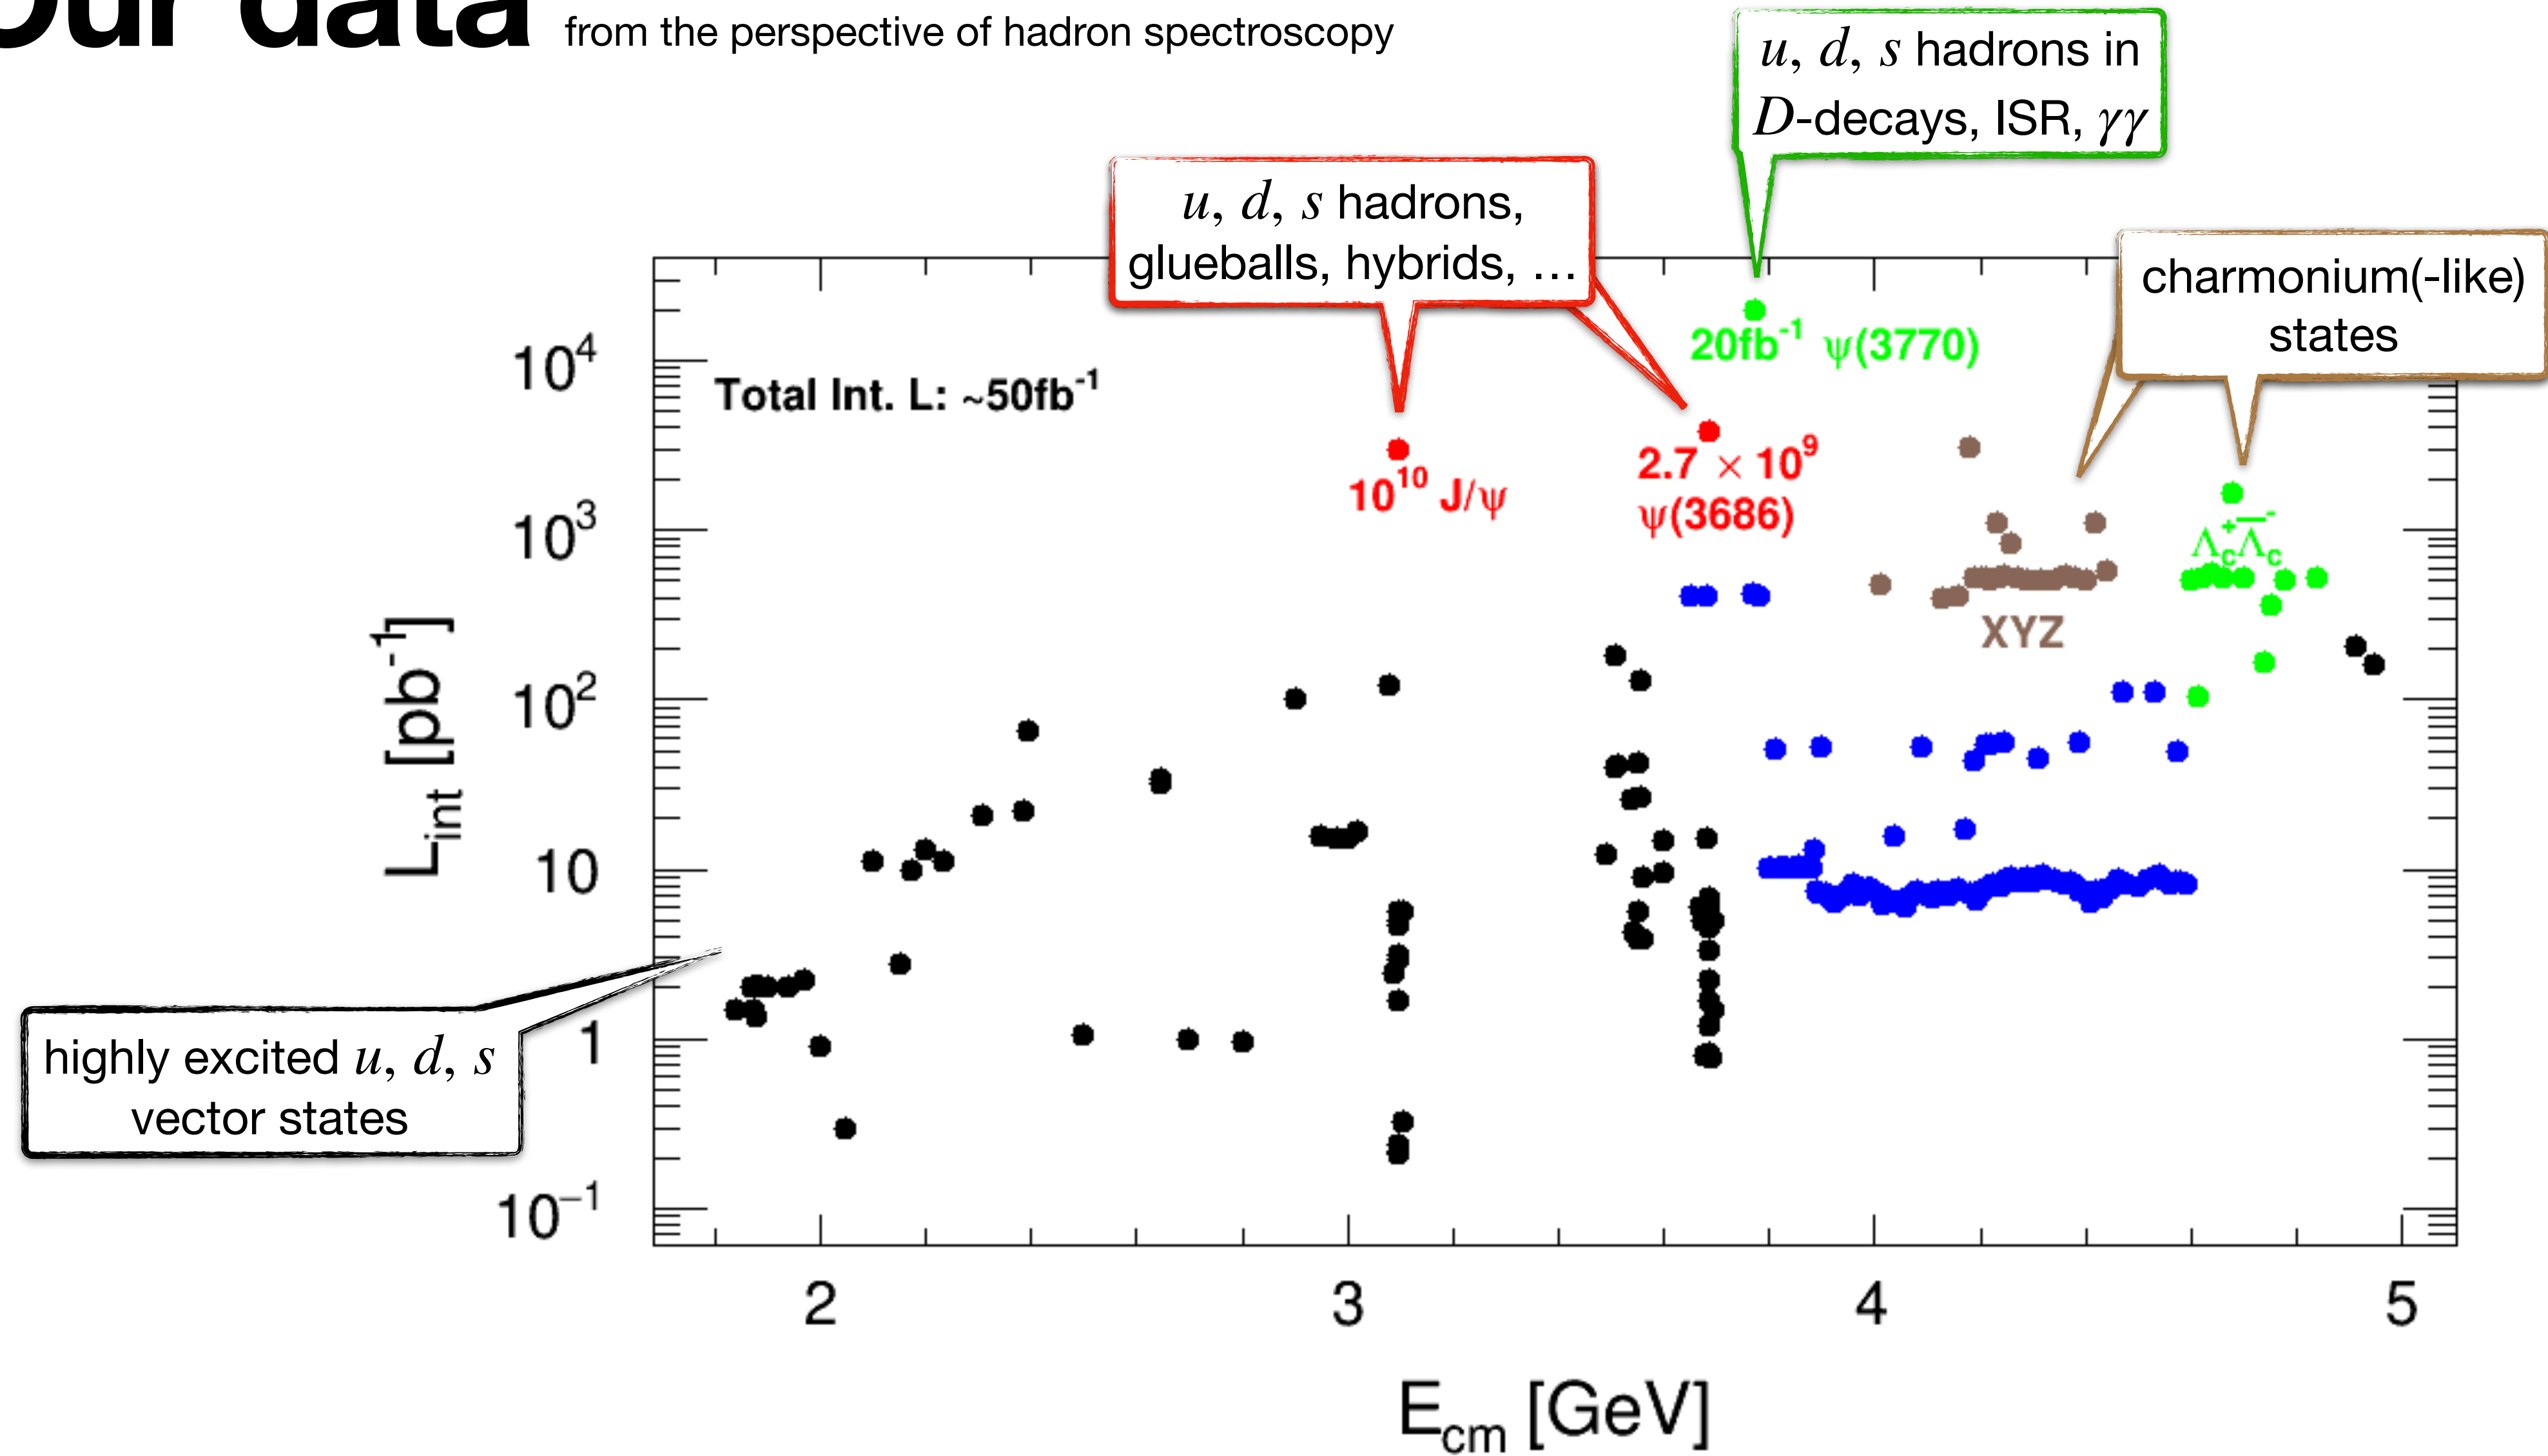 Our data from the perspective of hadron spectroscopy
u, d, s hadrons in
D-decays, ISR, γγ
u, d, s hadrons,
glueballs, hybrids, …
charmonium(-like)
states
20fb⁻¹ ψ(3770)
Total Int. L: ~50fb⁻¹
10¹⁰ J/ψ
2.7 × 10⁹
ψ(3686)
Λc⁺Λ̄c⁻
XYZ
highly excited u, d, s
vector states
L_int [pb⁻¹]
10⁴
10³
10²
10
1
10⁻¹
2 3 4 5
E_cm [GeV]